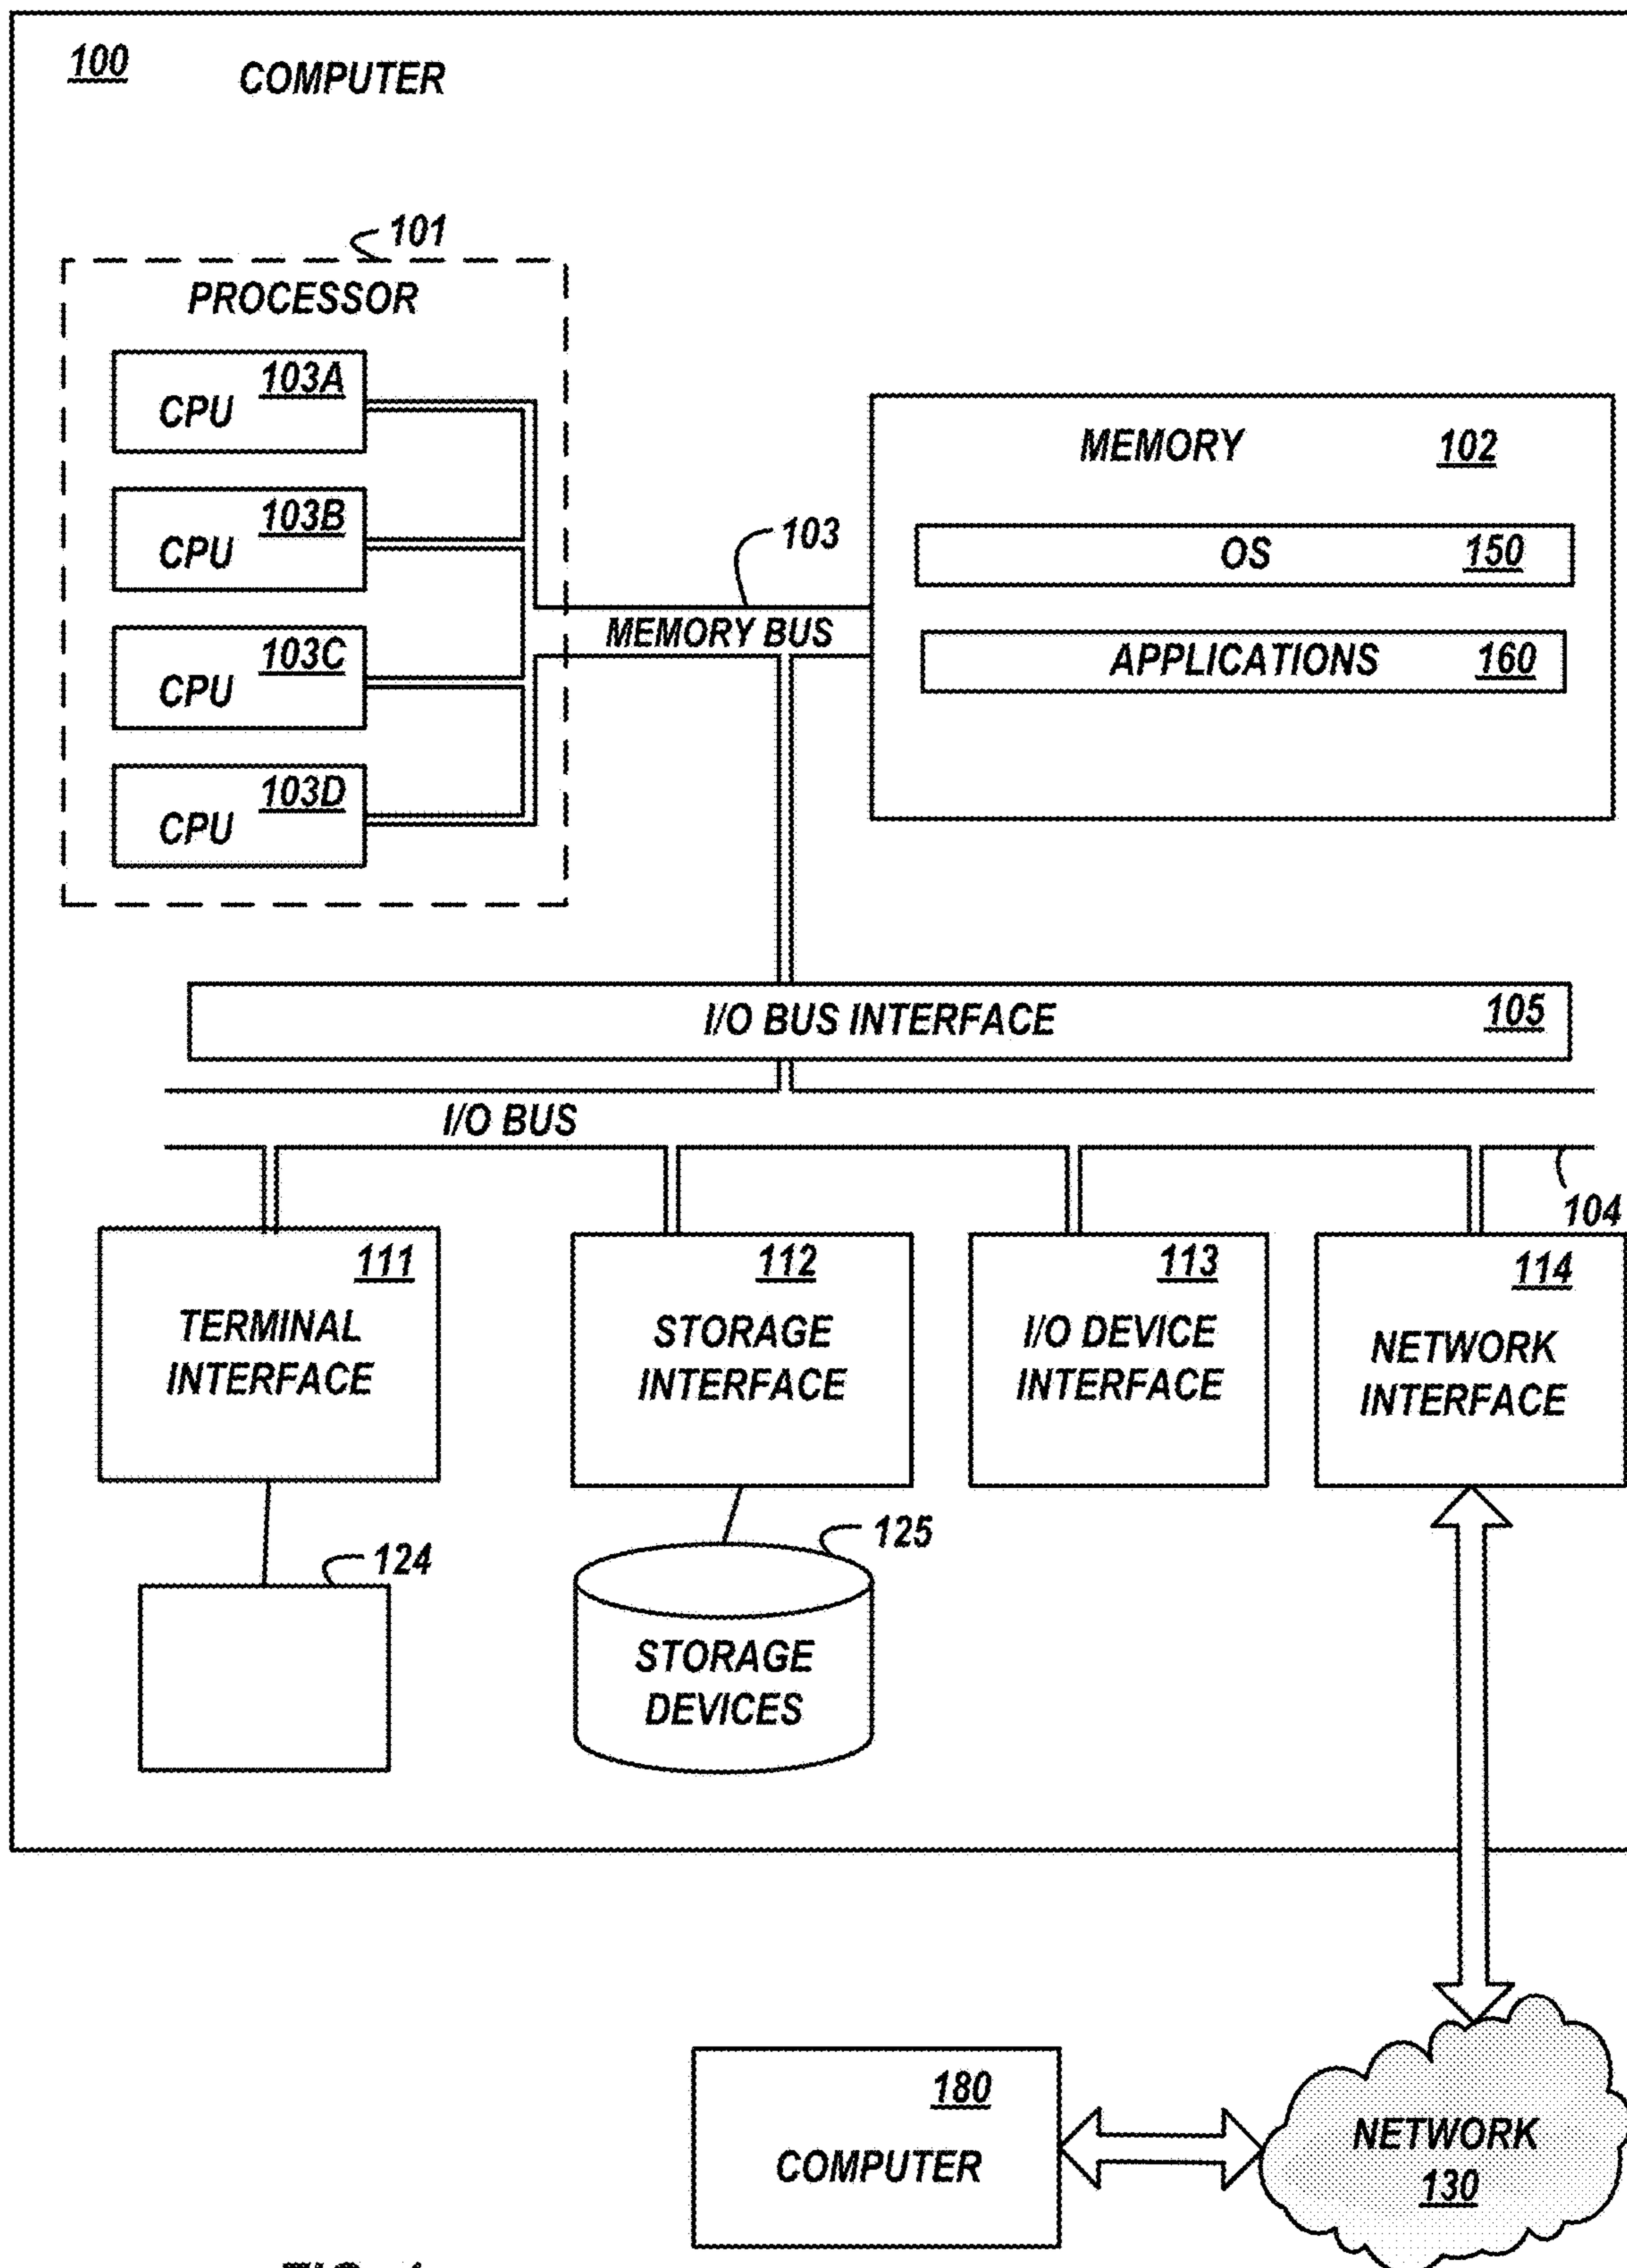 100 COMPUTER
101
PROCESSOR
103A
CPU
103B
CPU
103C
CPU
103D
CPU
103
MEMORY BUS
MEMORY 102
OS 150
APPLICATIONS 160
I/O BUS INTERFACE 105
I/O BUS
104
111
TERMINAL
INTERFACE
112
STORAGE
INTERFACE
113
I/O DEVICE
INTERFACE
114
NETWORK
INTERFACE
124
125
STORAGE
DEVICES
180
COMPUTER
NETWORK
130